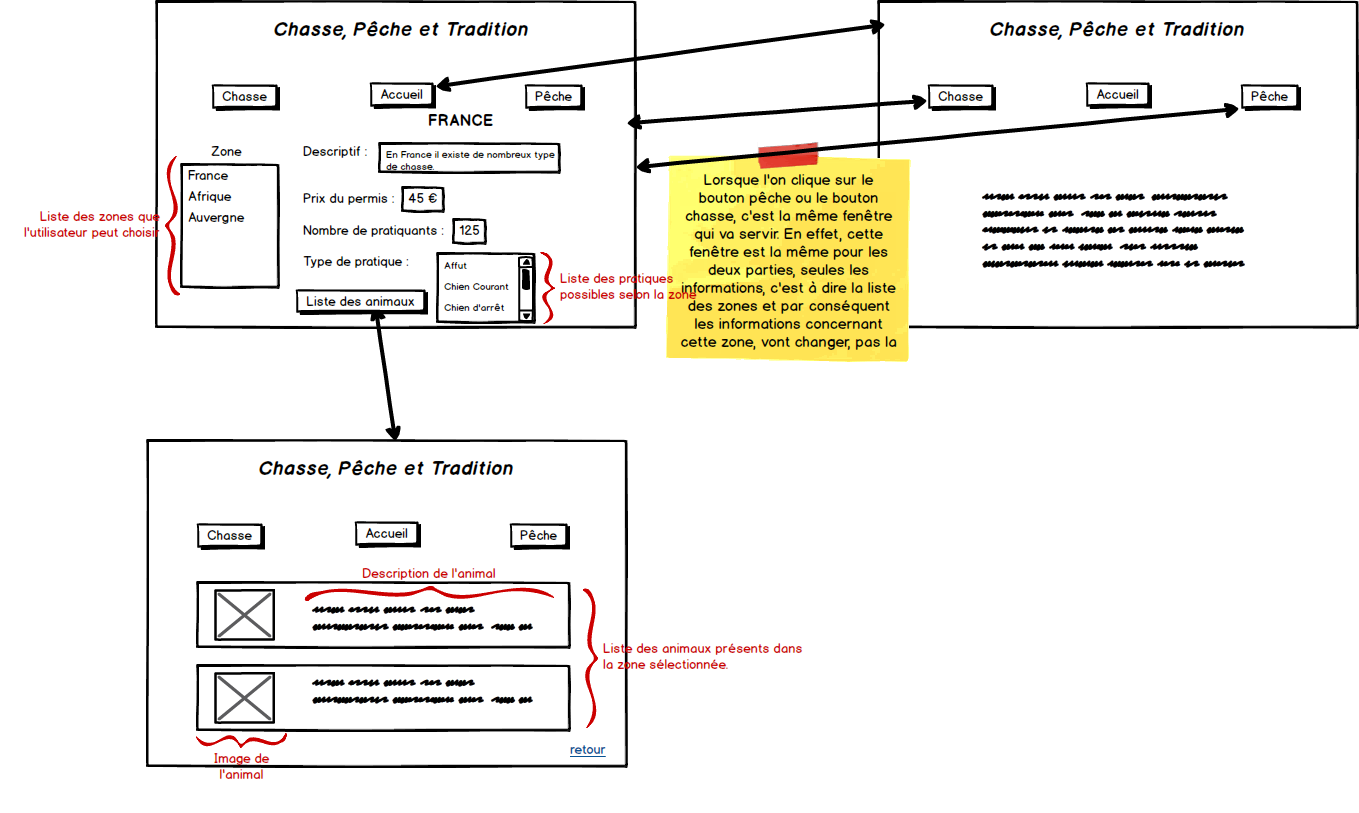 Chasse, Pêche et Tradition
Chasse
Accueil
Pêche
FRANCE
Zone
France
Afrique
Auvergne
Liste des zones que
l'utilisateur peut choisir
Descriptif :
En France il existe de nombreux type
de chasse.
Prix du permis :
45 €
Nombre de pratiquants :
125
Type de pratique :
Affut
Chien Courant
Chien d'arrêt
Liste des pratiques
possibles selon la zone
Liste des animaux
Lorsque l'on clique sur le
bouton pêche ou le bouton
chasse, c'est la même fenêtre
qui va servir. En effet, cette
fenêtre est la même pour les
deux parties, seules les
informations, c'est à dire la liste
des zones et par conséquent
les informations concernant
cette zone, vont changer, pas la
Chasse, Pêche et Tradition
Chasse
Accueil
Pêche
Chasse, Pêche et Tradition
Chasse
Accueil
Pêche
Description de l'animal
Liste des animaux présents dans
la zone sélectionnée.
retour
Image de
l'animal